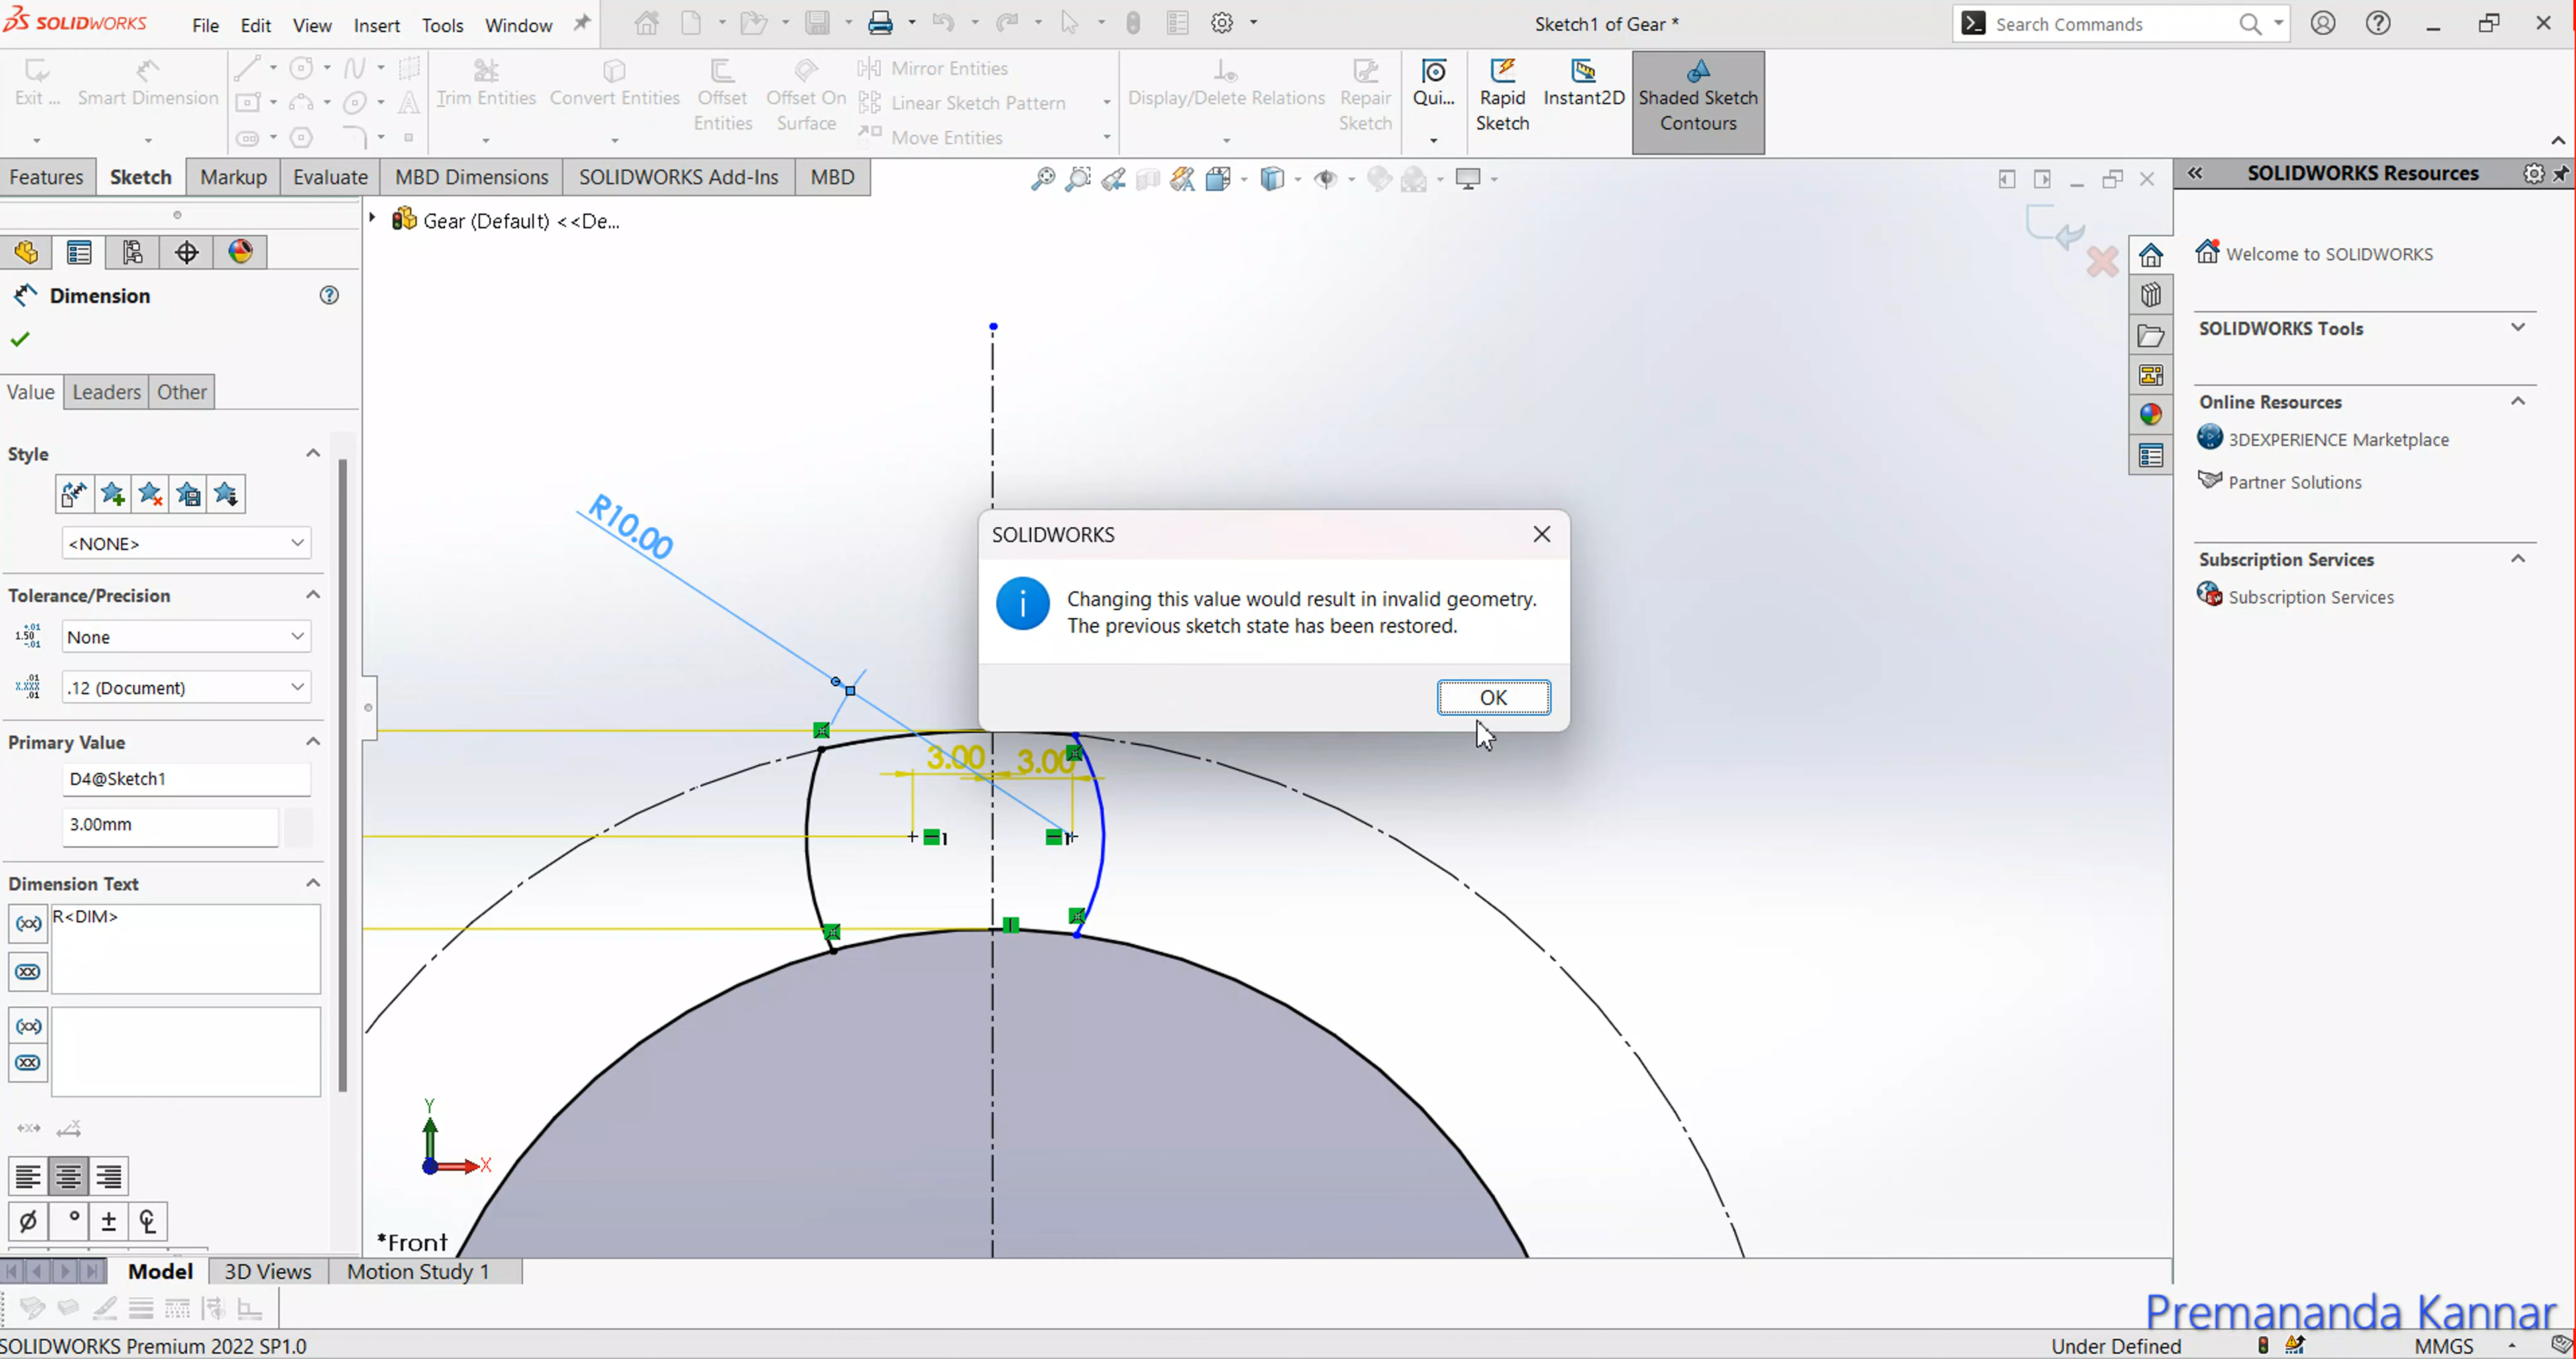 SOLIDWORKS
File Edit View Insert Tools Window
Sketch1 of Gear *
Search Commands
Exit ...
Smart Dimension
Trim Entities
Convert Entities
Offset Entities
Offset On Surface
Mirror Entities
Linear Sketch Pattern
Move Entities
Display/Delete Relations
Repair Sketch
Qui...
Rapid Sketch
Instant2D
Shaded Sketch Contours
Features Sketch Markup Evaluate MBD Dimensions SOLIDWORKS Add-Ins MBD
SOLIDWORKS Resources
Gear (Default) <<De...
Welcome to SOLIDWORKS
SOLIDWORKS Tools
Online Resources
3DEXPERIENCE Marketplace
Partner Solutions
Subscription Services
Subscription Services
Dimension
Value Leaders Other
Style
<NONE>
Tolerance/Precision
None
.12 (Document)
Primary Value
D4@Sketch1
3.00mm
Dimension Text
R<DIM>
R10.00
SOLIDWORKS
Changing this value would result in invalid geometry.
The previous sketch state has been restored.
OK
3.00 3.00
1
Y
X
*Front
Model 3D Views Motion Study 1
Premananda Kannar
SOLIDWORKS Premium 2022 SP1.0
Under Defined
MMGS